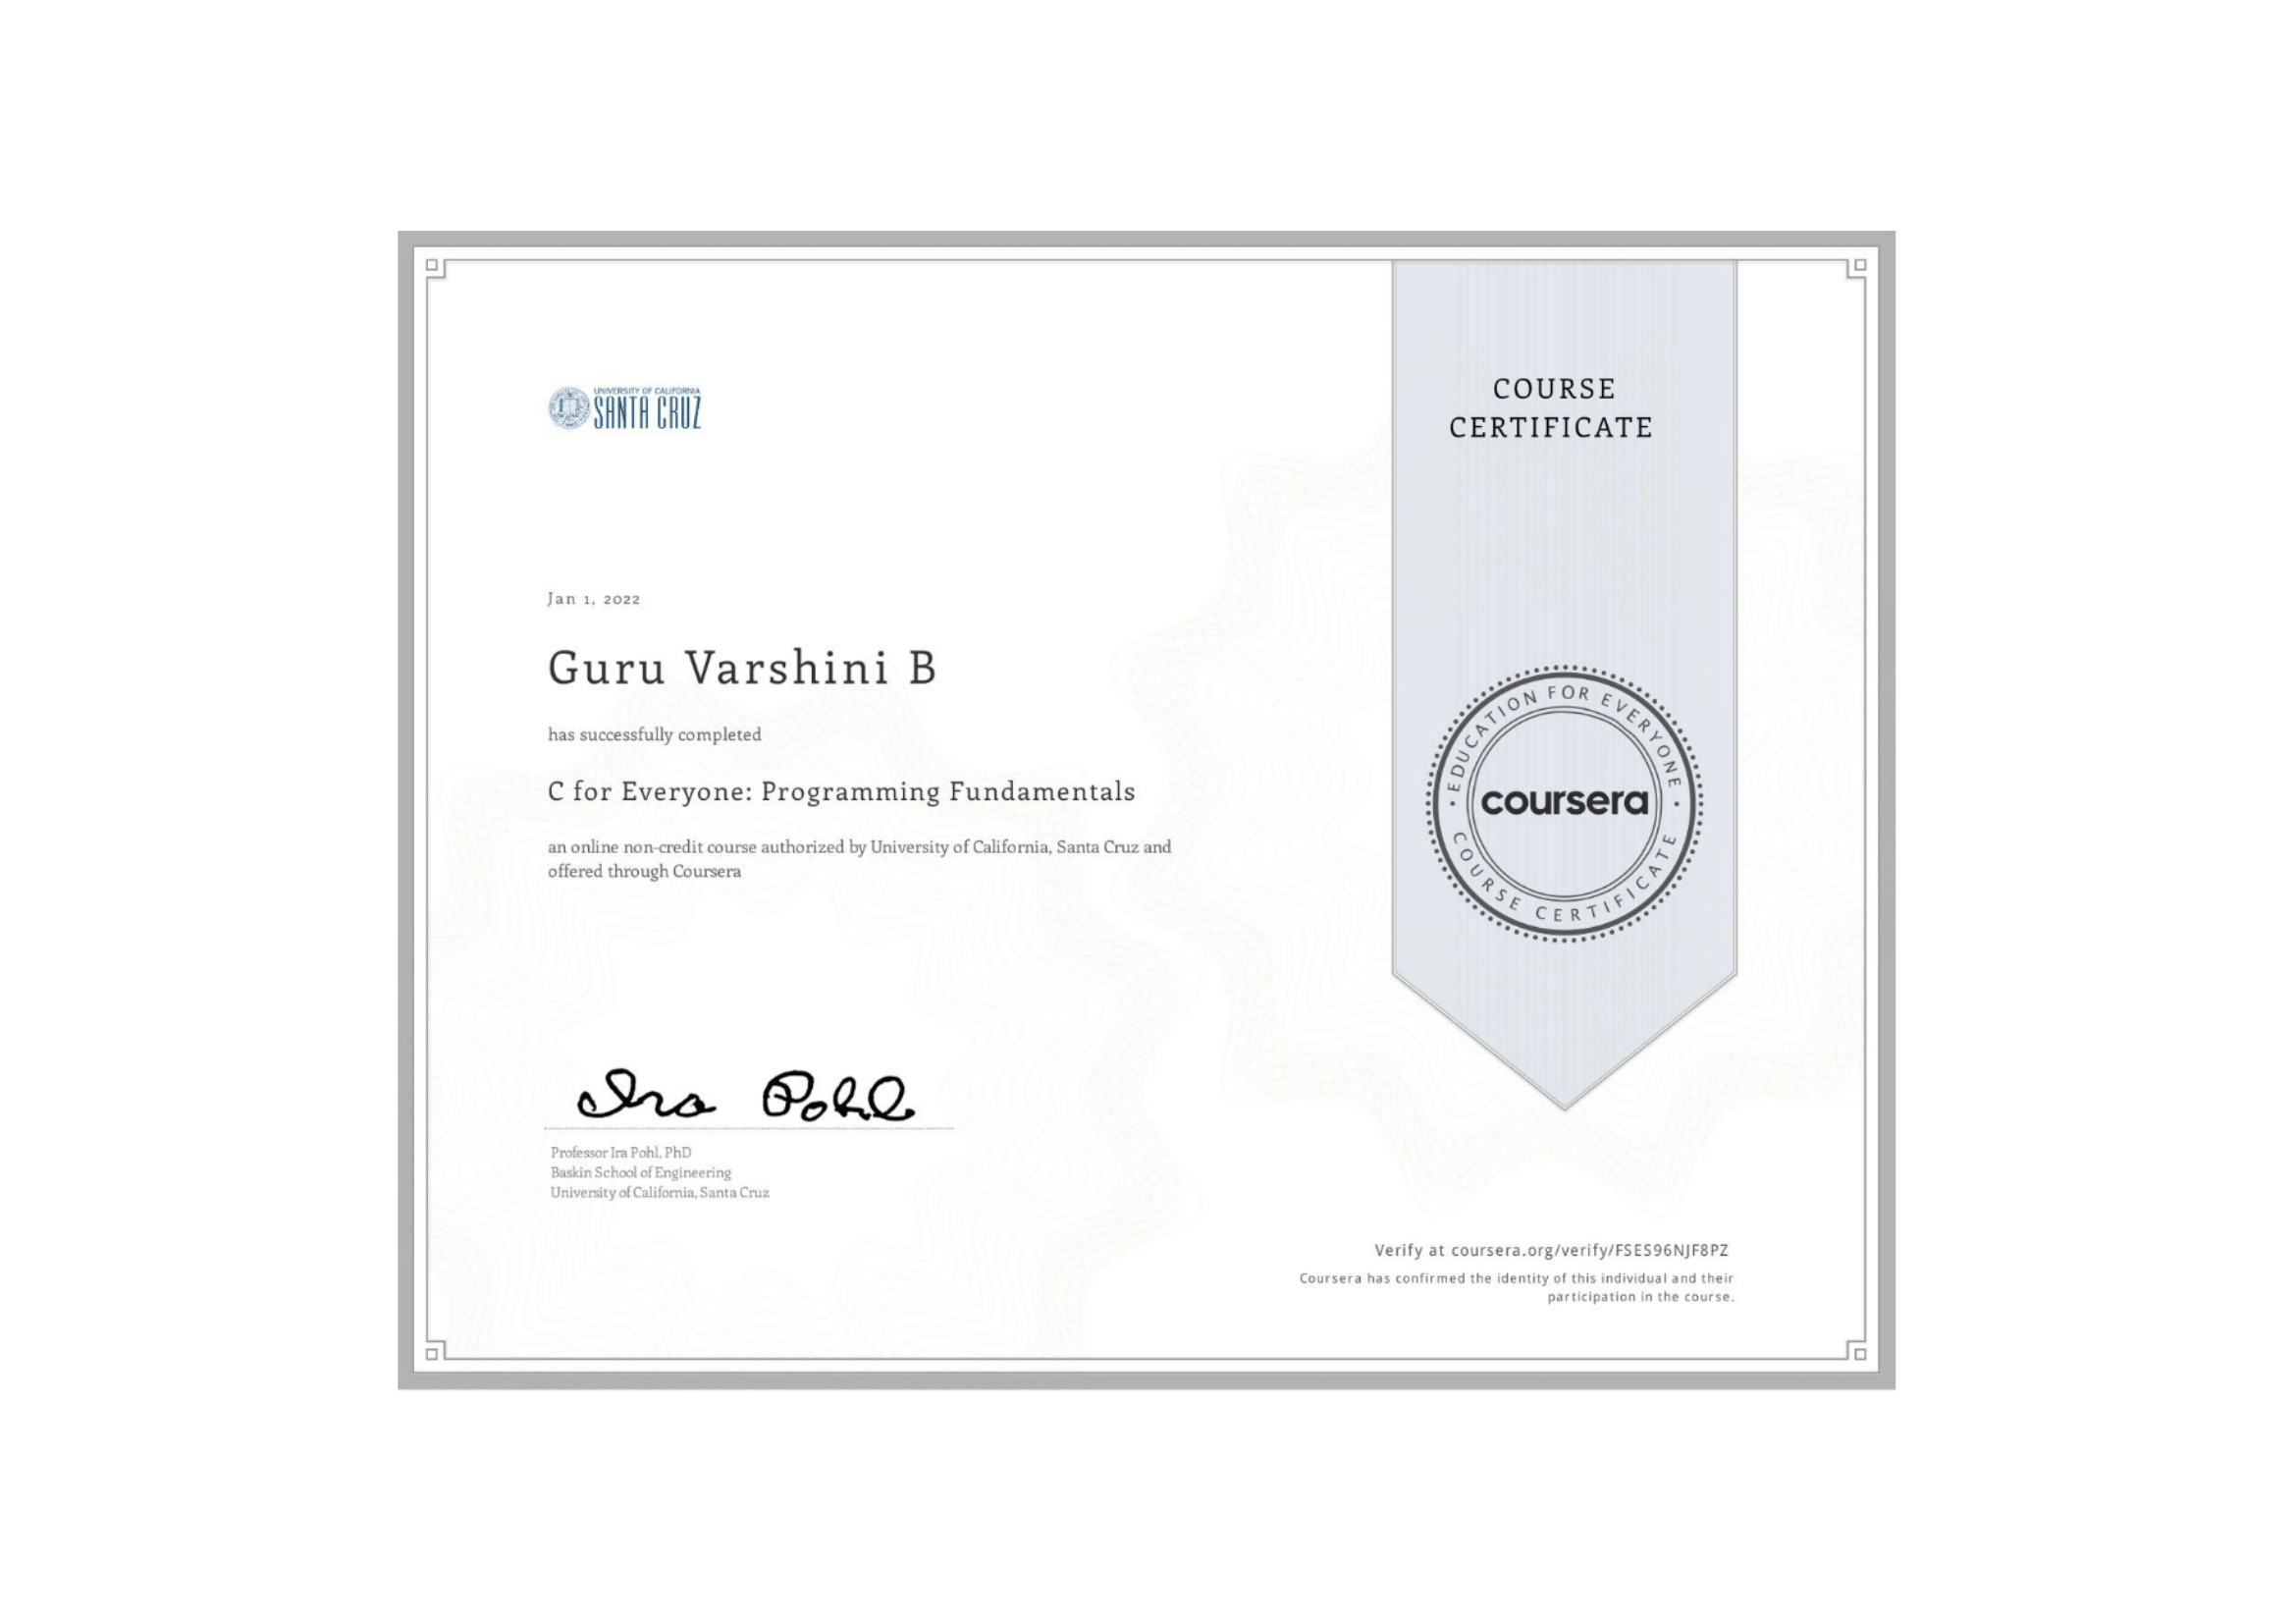 UNIVERSITY OF CALIFORNIA
SANTA CRUZ
COURSE
CERTIFICATE
Jan 1, 2022
Guru Varshini B
has successfully completed
C for Everyone: Programming Fundamentals
an online non-credit course authorized by University of California, Santa Cruz and
offered through Coursera
EDUCATION FOR EVERYONE
coursera
COURSE CERTIFICATE
Ira Pohl
Professor Ira Pohl, PhD
Baskin School of Engineering
University of California, Santa Cruz
Verify at coursera.org/verify/FSES96NJF8PZ
Coursera has confirmed the identity of this individual and their
participation in the course.